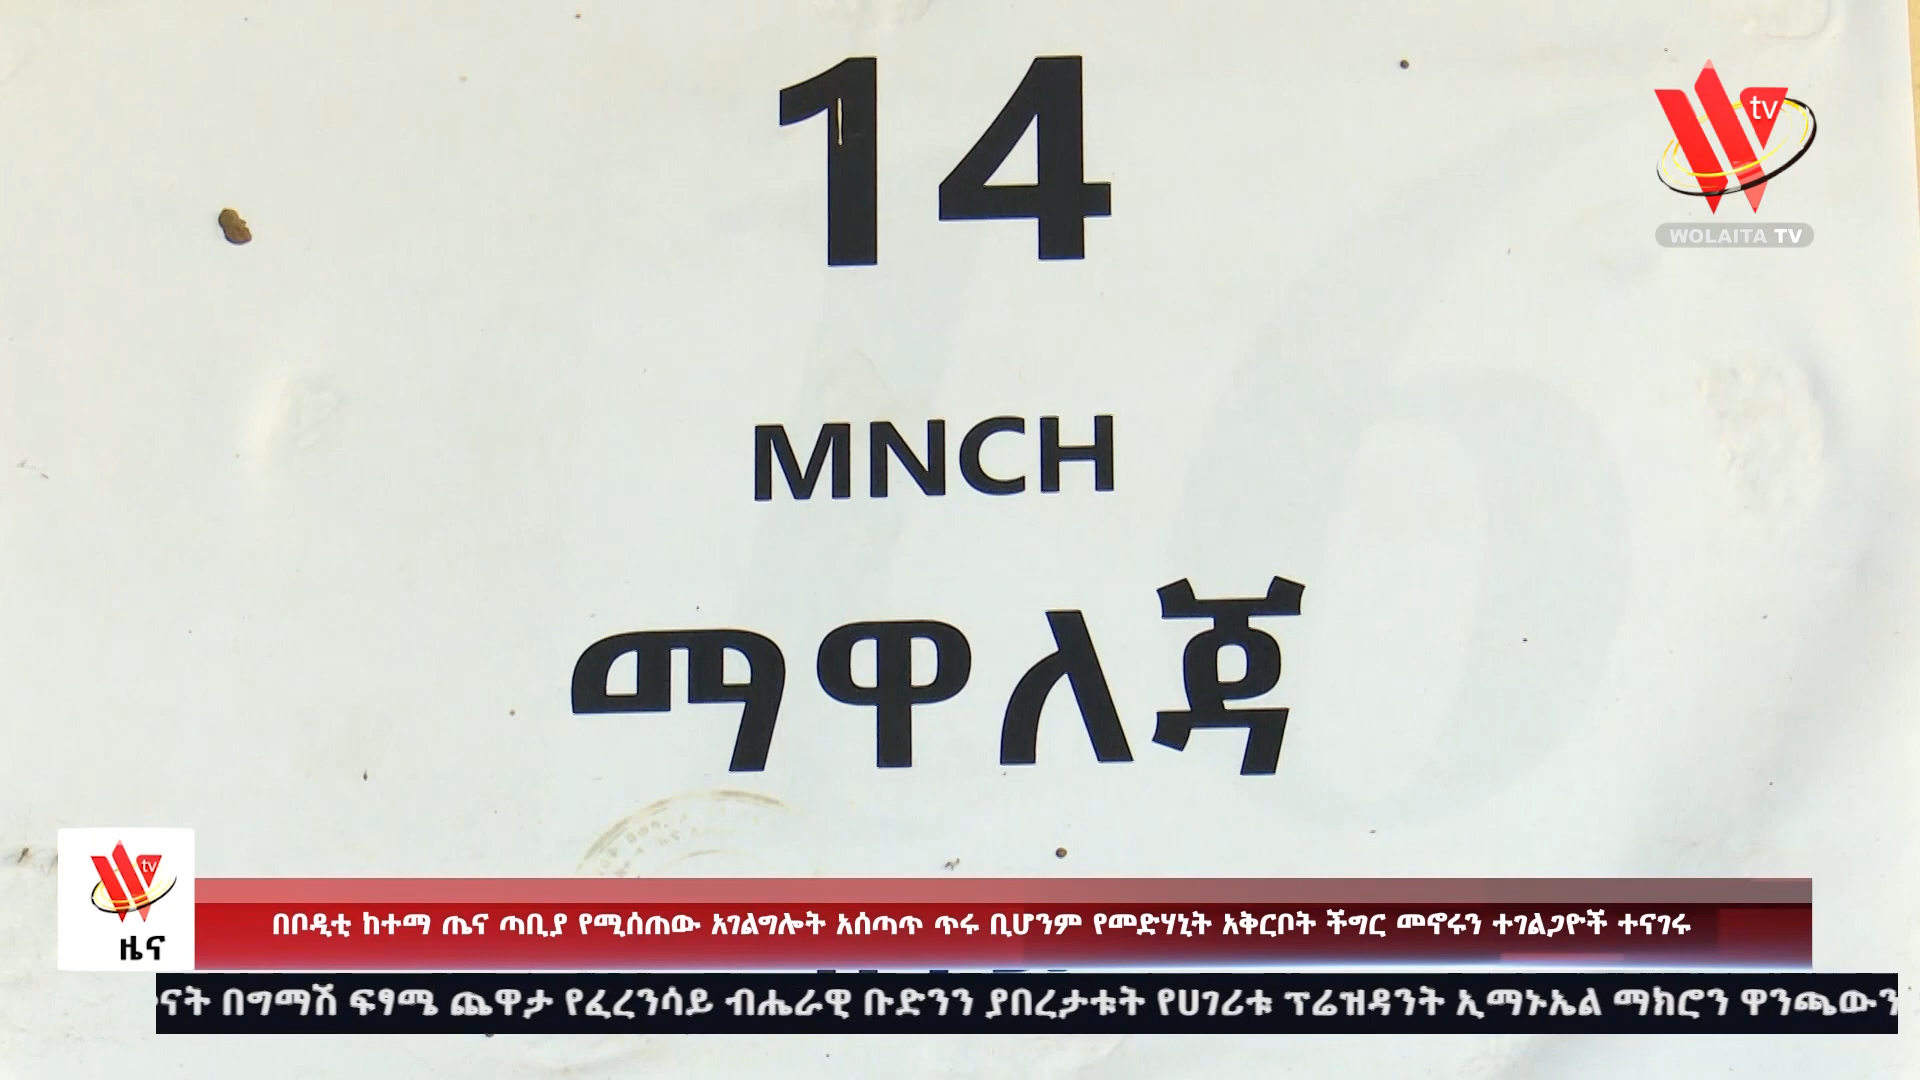 14
tv
WOLAITA TV
MNCH
ማዋለጃ
tv
ዜና
በቦዲቲ ከተማ ጤና ጣቢያ የሚሰጠው አገልግሎት አሰጣጥ ጥሩ ቢሆንም የመድሃኒት አቅርቦት ችግር መኖሩን ተገልጋዮች ተናገሩ
በግማሽ ፍፃሜ ጨዋታ የፈረንሳይ ብሔራዊ ቡድንን ያበረታቱት የሀገሪቱ ፕሬዝዳንት ኢማኑኤል ማክሮን ዋንጫውን